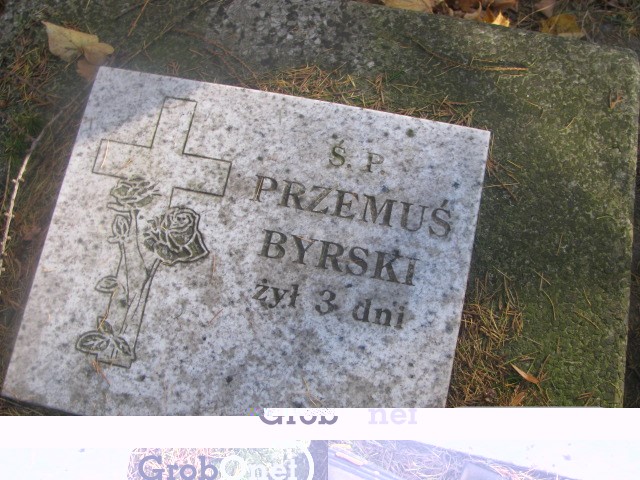 Ś. P.
PRZEMUŚ
BYRSKI
żył 3 dni
Grob net
GrobOnet